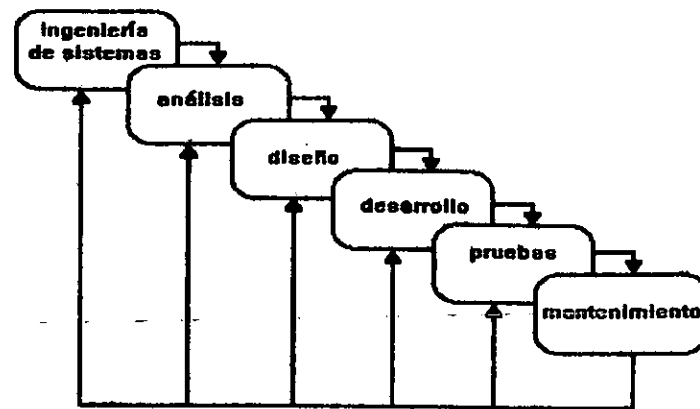 ingeniería
de sistemas
análisis
diseño
desarrollo
pruebas
mantenimiento